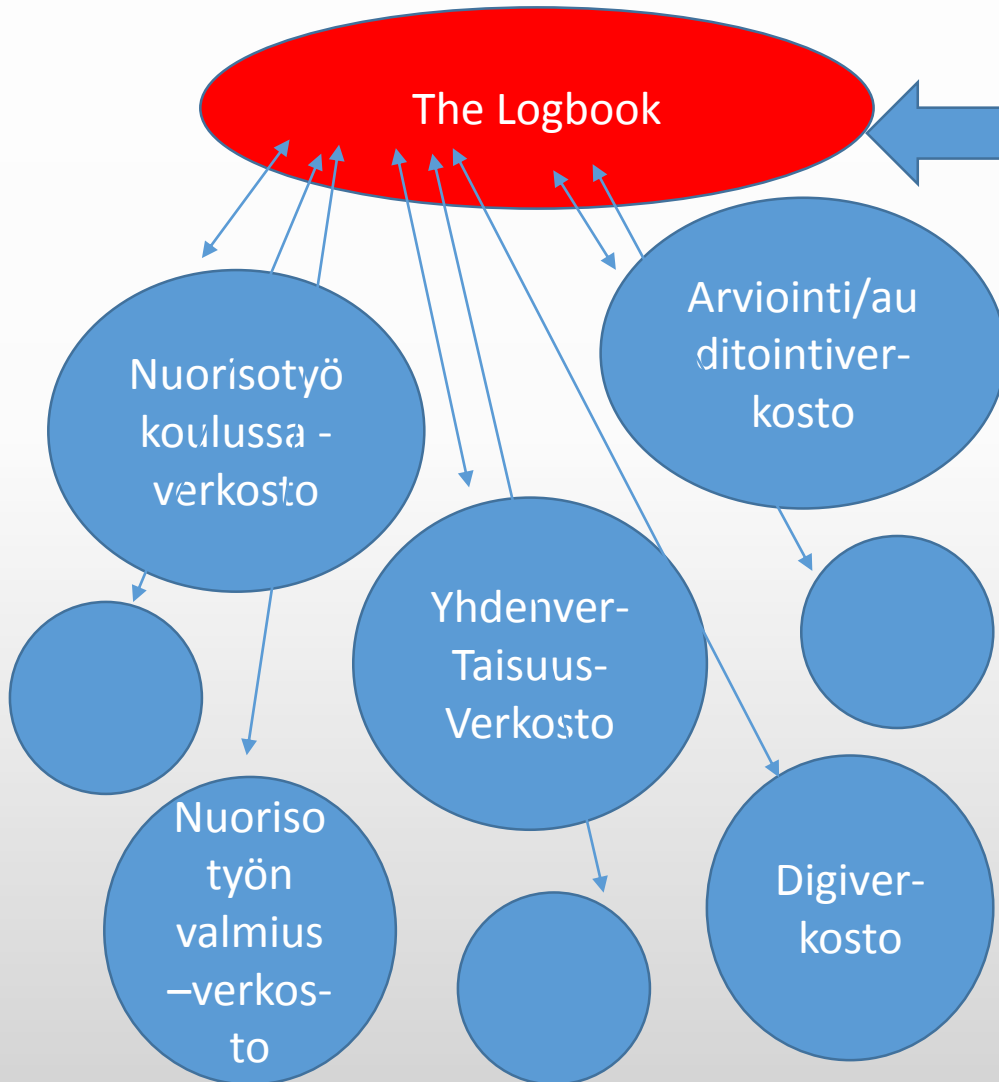 The Logbook
Arviointi/au
ditointiver-
kosto
Nuorisotyö
koulussa -
verkosto
Yhdenver-
Taisuus-
Verkosto
Nuoriso
työn
valmius
–verkos-
to
Digiver-
kosto